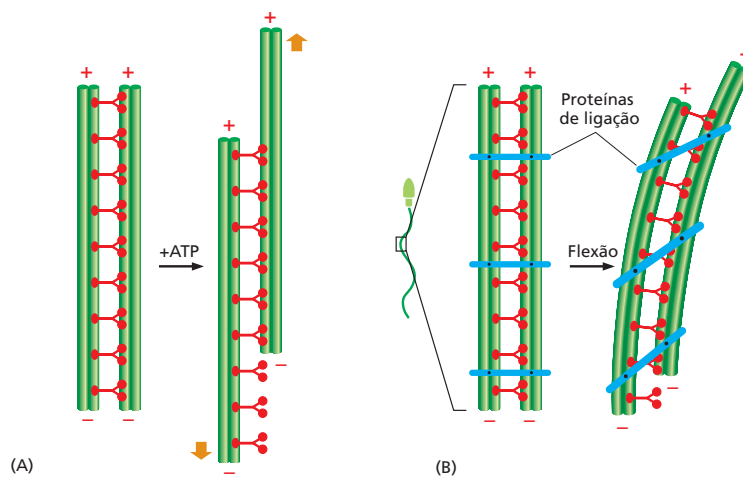 + +
+
+
+ATP
– –
–
–
(A)
+ +
Proteínas
de ligação
+
+
Flexão
– –
–
–
(B)